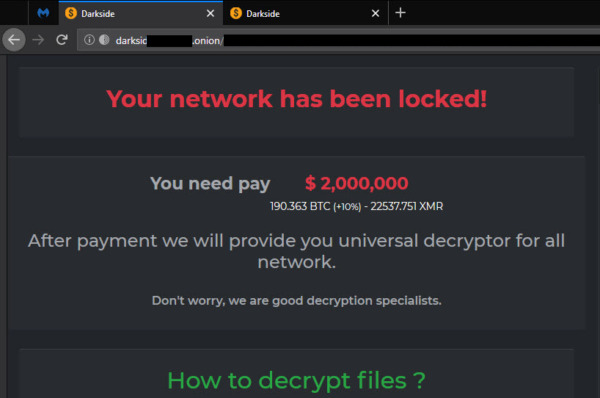 Darkside
Darkside
darksid .onion/
Your network has been locked!
You need pay $ 2,000,000
190.363 BTC (+10%) - 22537.751 XMR
After payment we will provide you universal decryptor for all
network.
Don't worry, we are good decryption specialists.
How to decrypt files ?